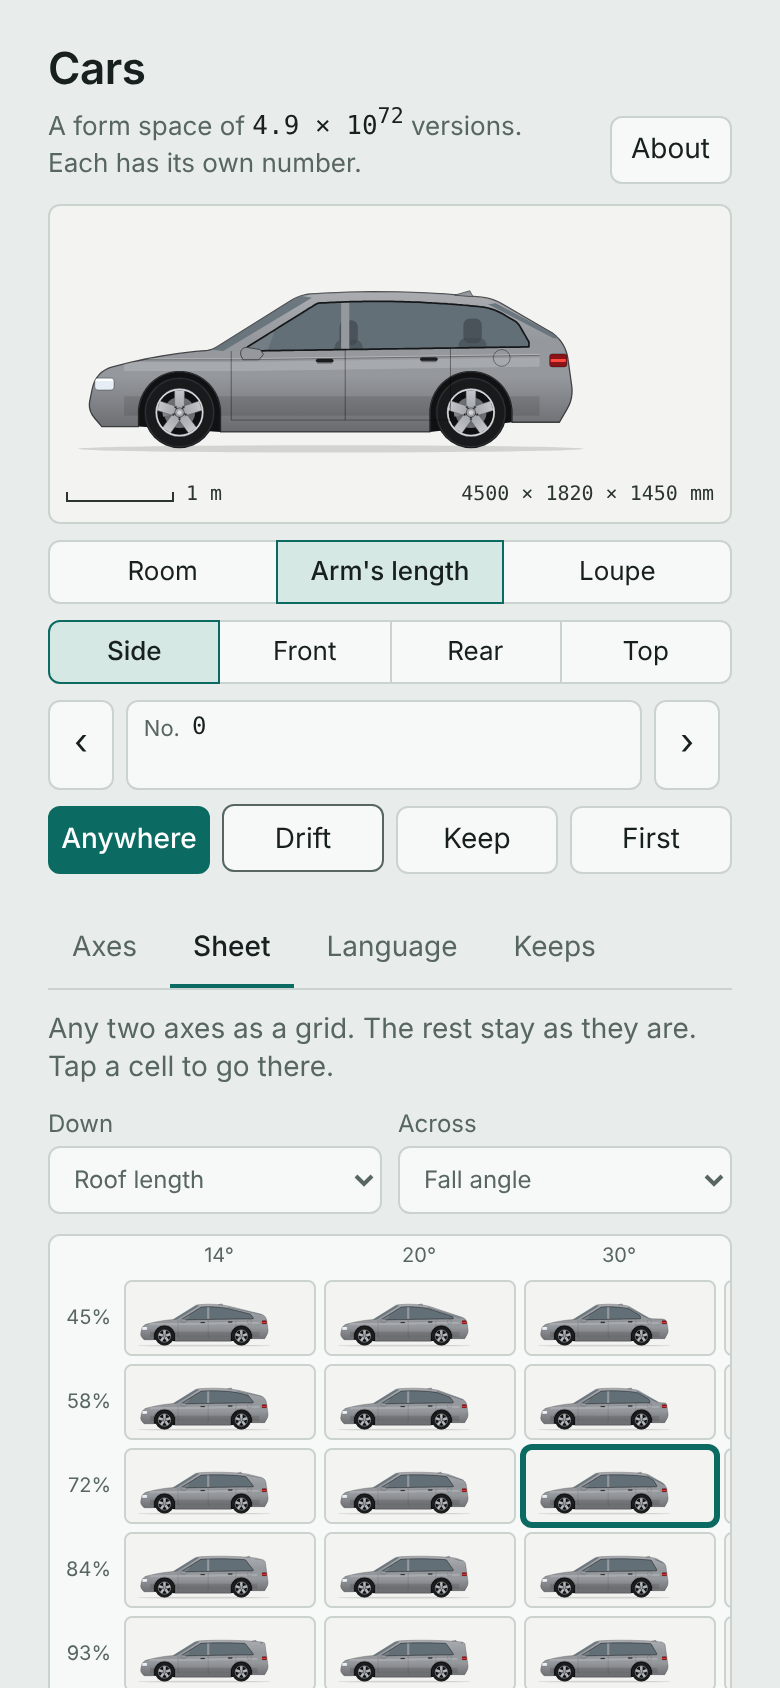 Cars
A form space of 4.9 × 10⁷² versions.
Each has its own number.
About
1 m
4500 × 1820 × 1450 mm
Room
Arm's length
Loupe
Side
Front
Rear
Top
‹
No. 0
›
Anywhere
Drift
Keep
First
Axes
Sheet
Language
Keeps
Any two axes as a grid. The rest stay as they are.
Tap a cell to go there.
Down
Across
Roof length
Fall angle
14°
20°
30°
45%
58%
72%
84%
93%